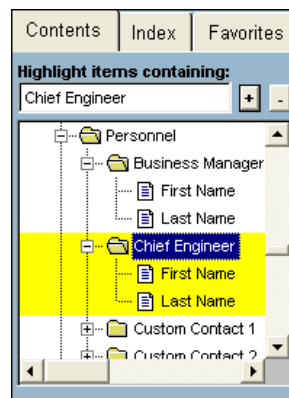 Contents Index Favorites
Highlight items containing:
Chief Engineer + -
Personnel
Business Manager
First Name
Last Name
Chief Engineer
First Name
Last Name
Custom Contact 1
Custom Contact 2